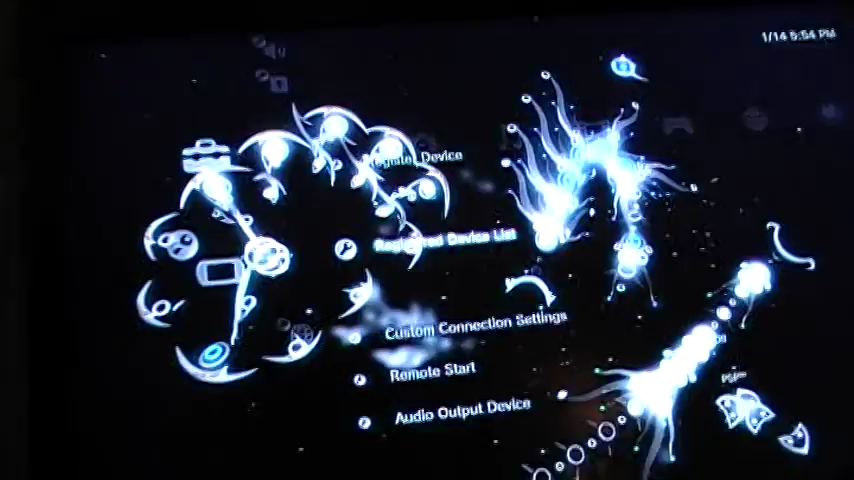 1/14 5:54 PM
Register Device
Registered Device List
Custom Connection Settings
Remote Start
Audio Output Device